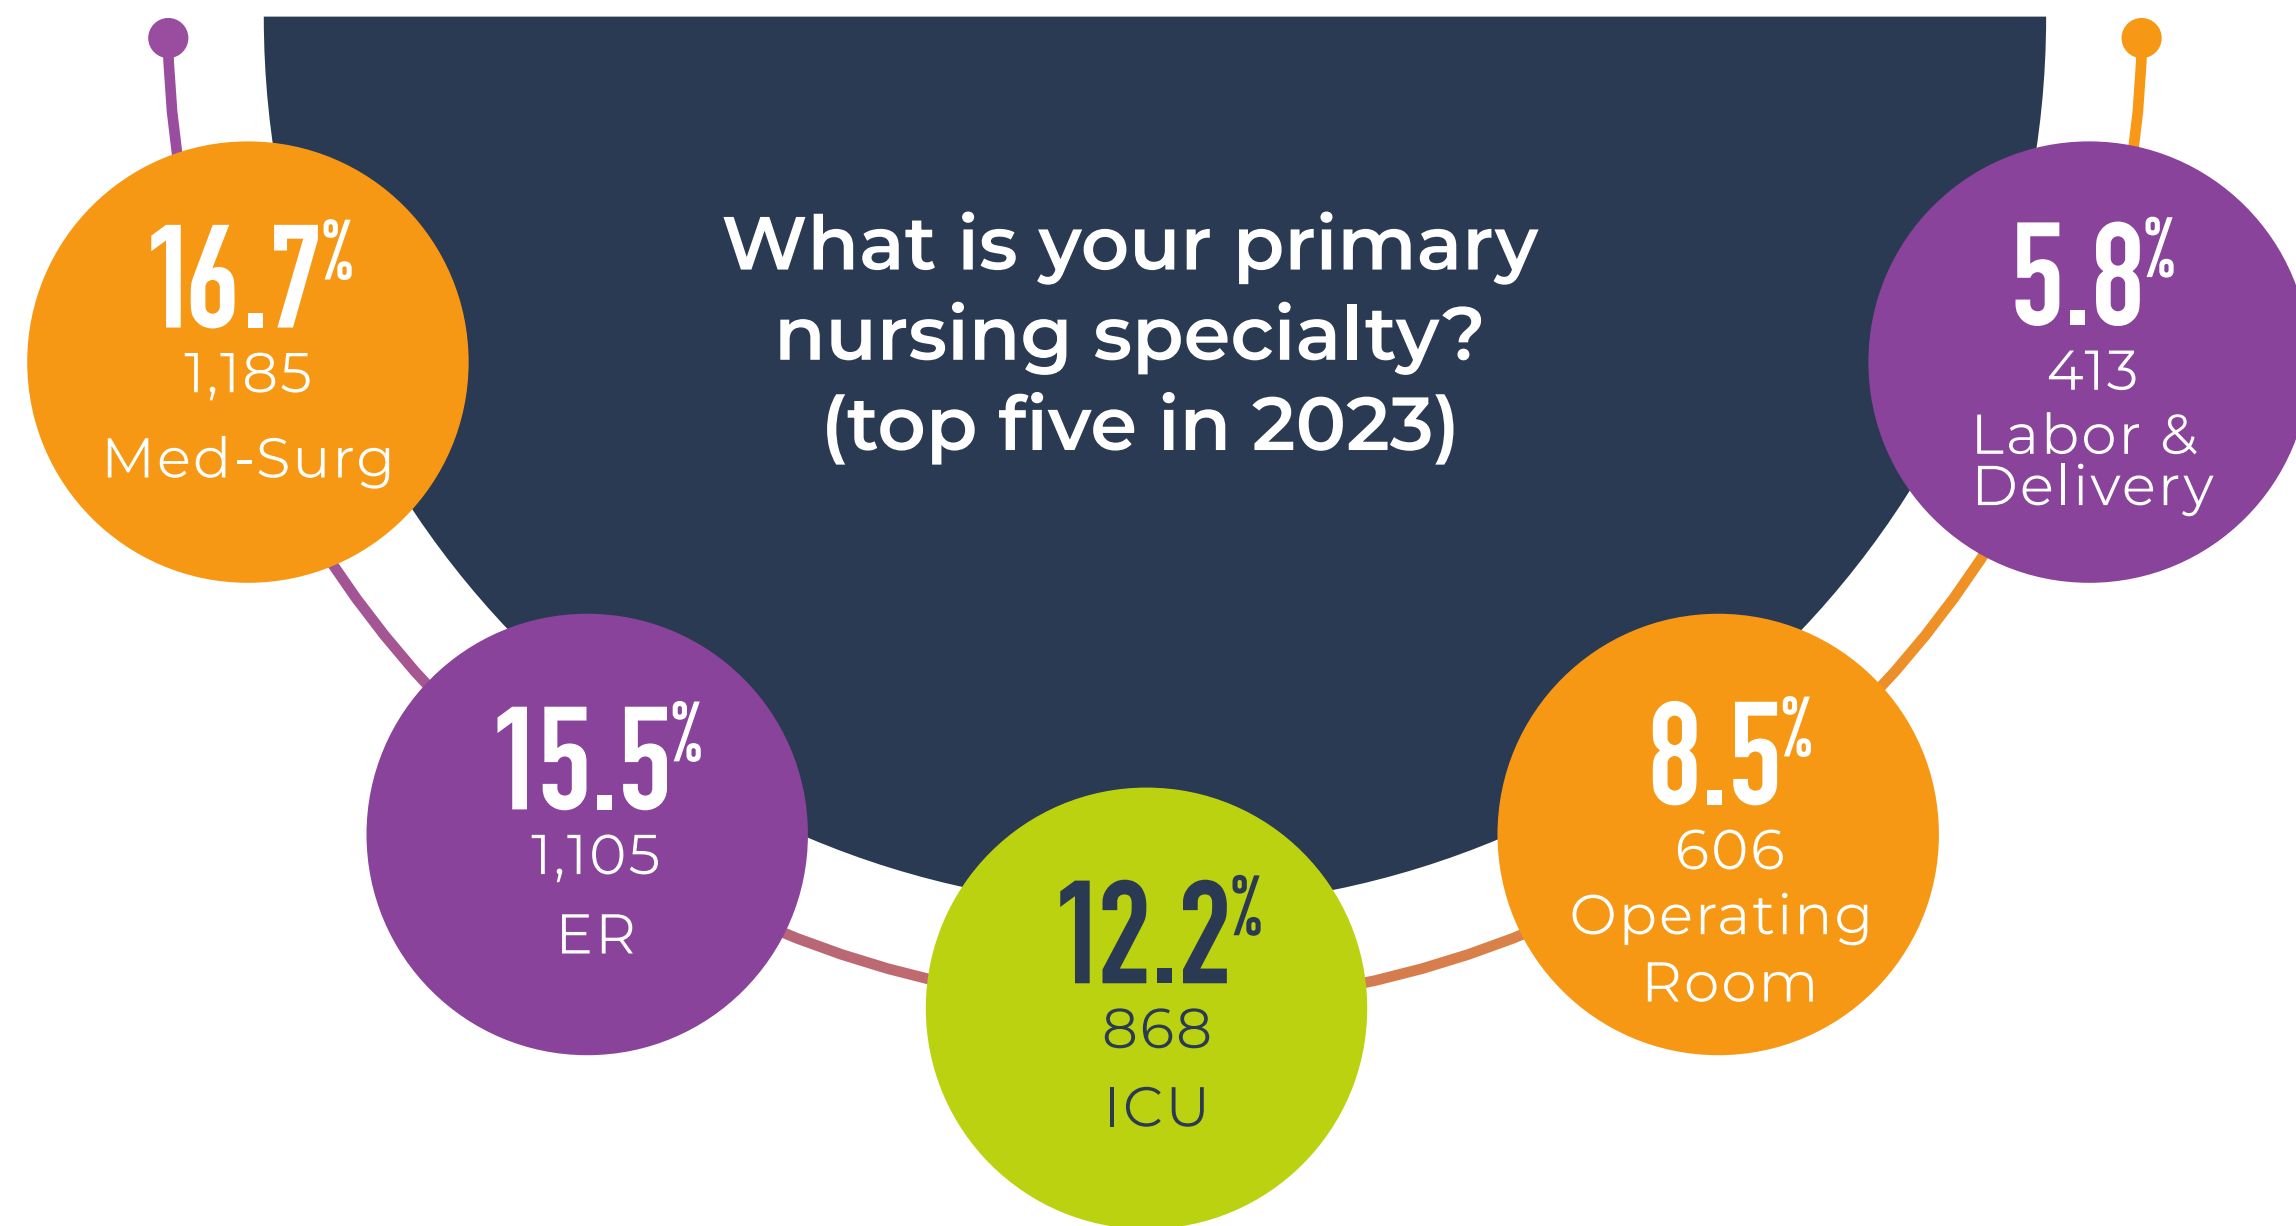 What is your primary
nursing specialty?
(top five in 2023)
16.7%
1,185
Med-Surg
15.5%
1,105
ER
12.2%
868
ICU
8.5%
606
Operating
Room
5.8%
413
Labor &
Delivery